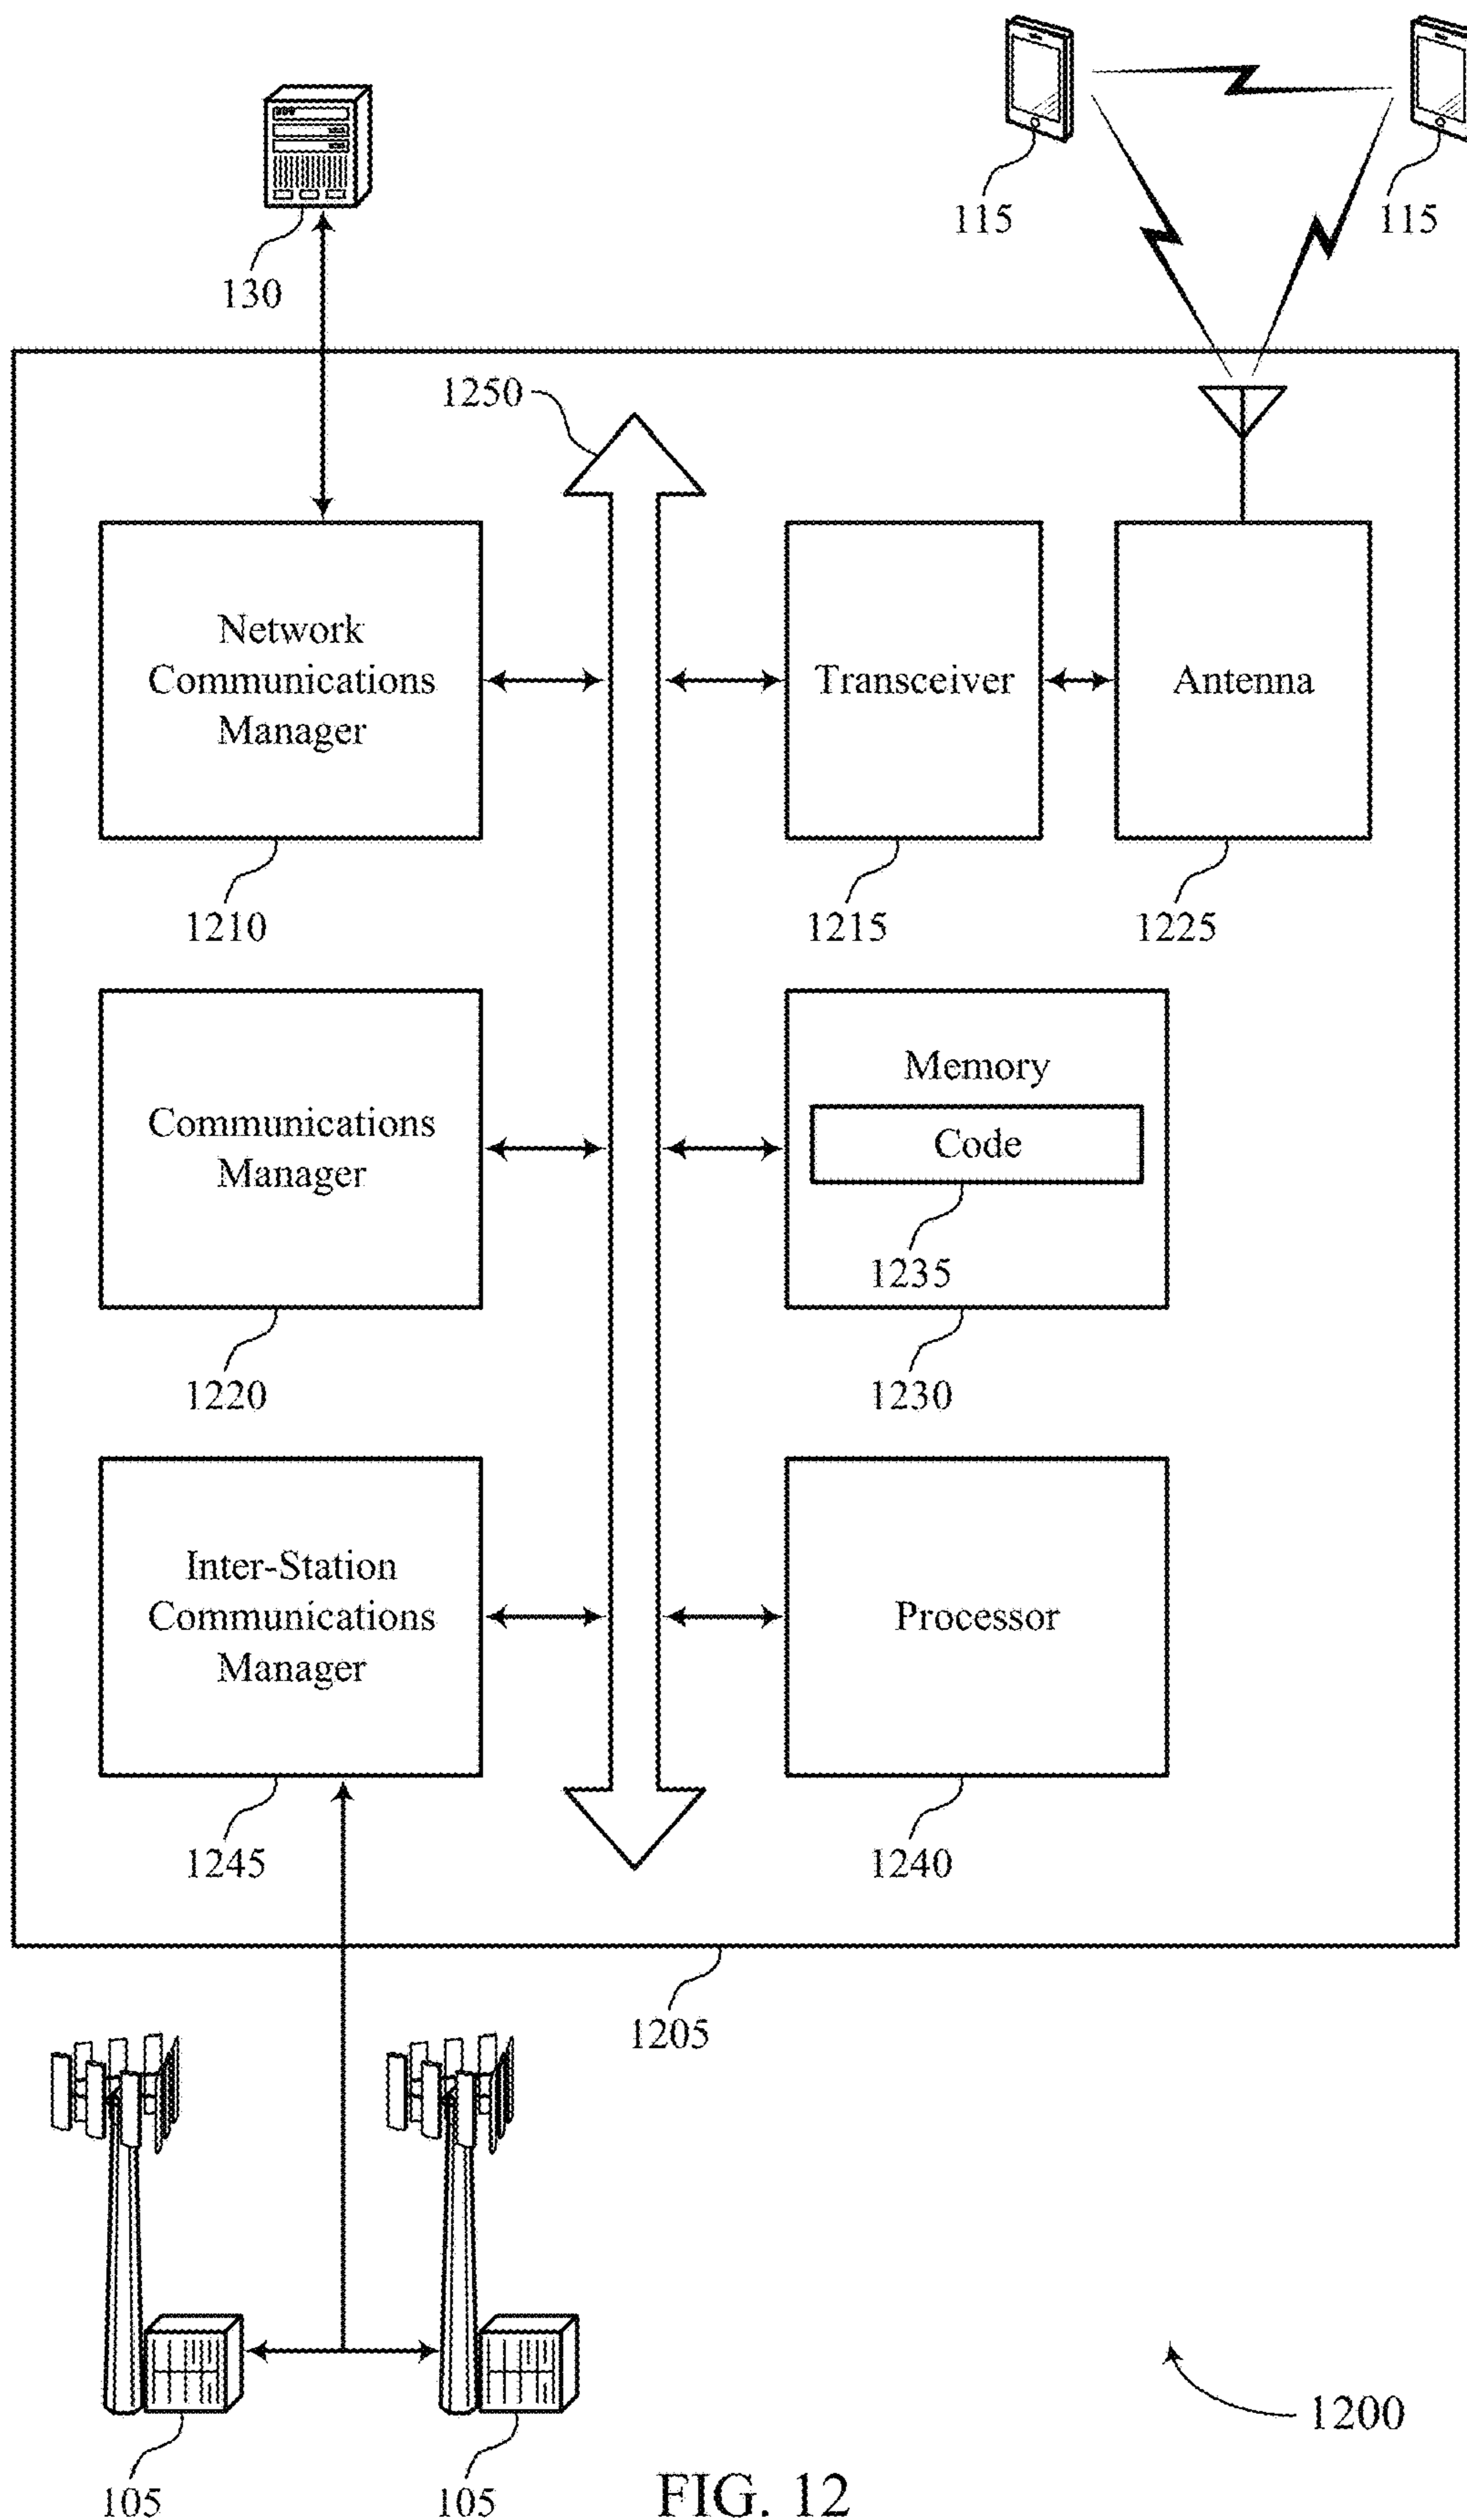 115
115
130
1250
Network
Communications
Manager
Transceiver
Antenna
1210
1215
1225
Communications
Manager
Memory
Code
1235
1220
1230
Inter-Station
Communications
Manager
Processor
1245
1240
1205
1200
105
105
FIG. 12